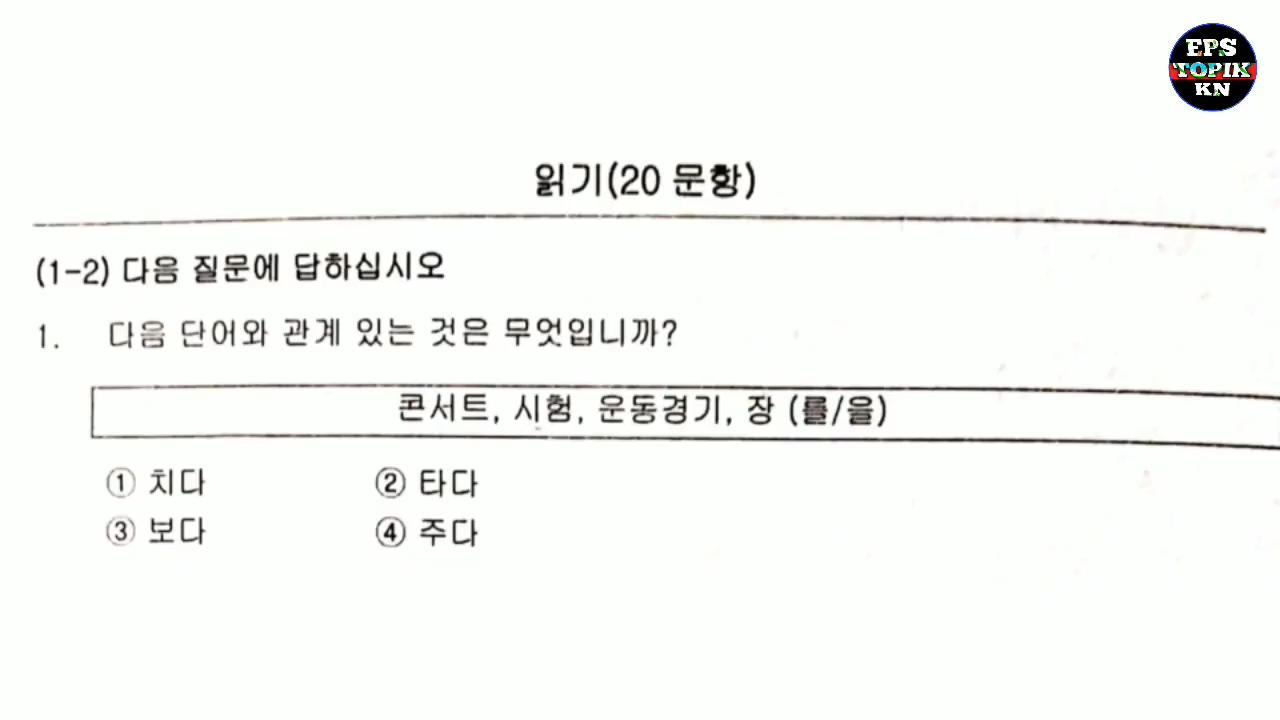 EPS
TOPIK
KN
읽기(20 문항)
(1-2) 다음 질문에 답하십시오
1. 다음 단어와 관계 있는 것은 무엇입니까?
콘서트, 시험, 운동경기, 장 (를/을)
① 치다 ② 타다
③ 보다 ④ 주다